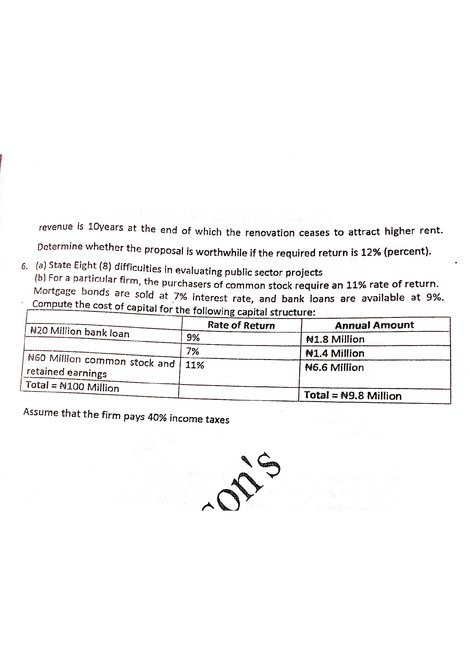 revenue is 10years at the end of which the renovation ceases to attract higher rent.
Determine whether the proposal is worthwhile if the required return is 12% (percent).
6. (a) State Eight (8) difficulties in evaluating public sector projects
(b) For a particular firm, the purchasers of common stock require an 11% rate of return.
Mortgage bonds are sold at 7% interest rate, and bank loans are available at 9%.
Compute the cost of capital for the following capital structure:
Rate of Return Annual Amount
₦20 Million bank loan 9% ₦1.8 Million
7% ₦1.4 Million
₦60 Million common stock and 11% ₦6.6 Million
retained earnings
Total = ₦100 Million Total = ₦9.8 Million
Assume that the firm pays 40% income taxes
son's